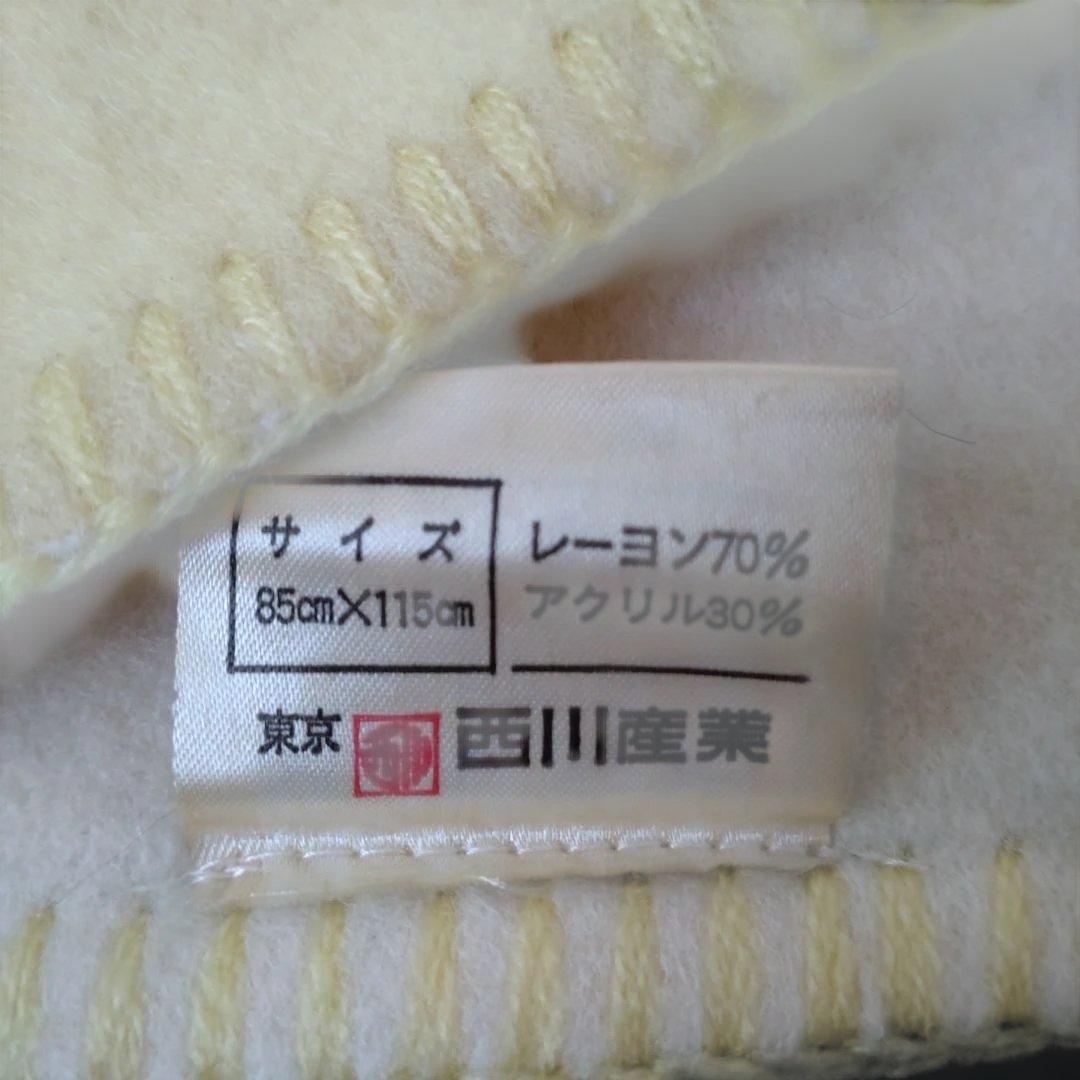 サイズ
85cm×115cm
レーヨン70%
アクリル30%
東京 西川産業